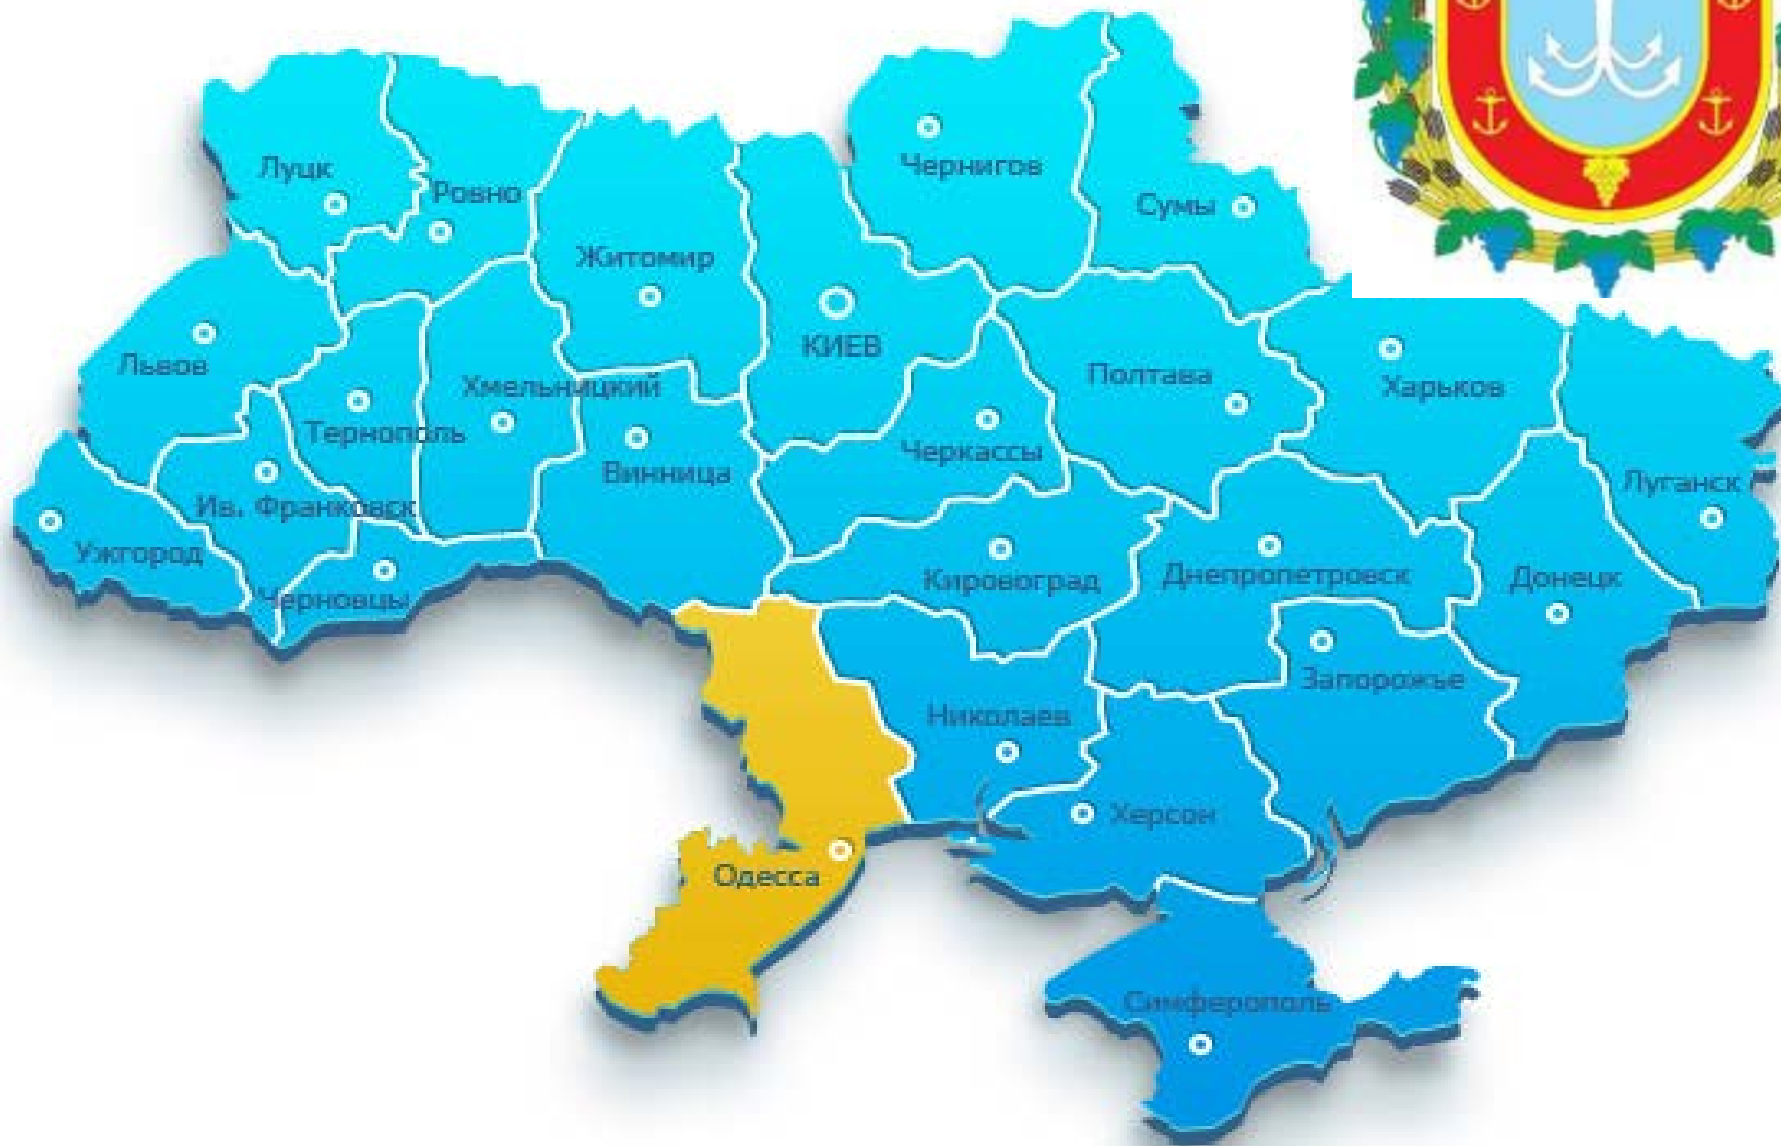 Чернигов
Луцк
Ровно
Сумы
Житомир
КИЕВ
Львов
Полтава
Хмельницкий
Харьков
Тернополь
Черкассы
Винница
Луганск
Ив. Франковск
Ужгород
Кировоград
Днепропетровск
Донецк
Черновцы
Запорожье
Николаев
Херсон
Одесса
Симферополь